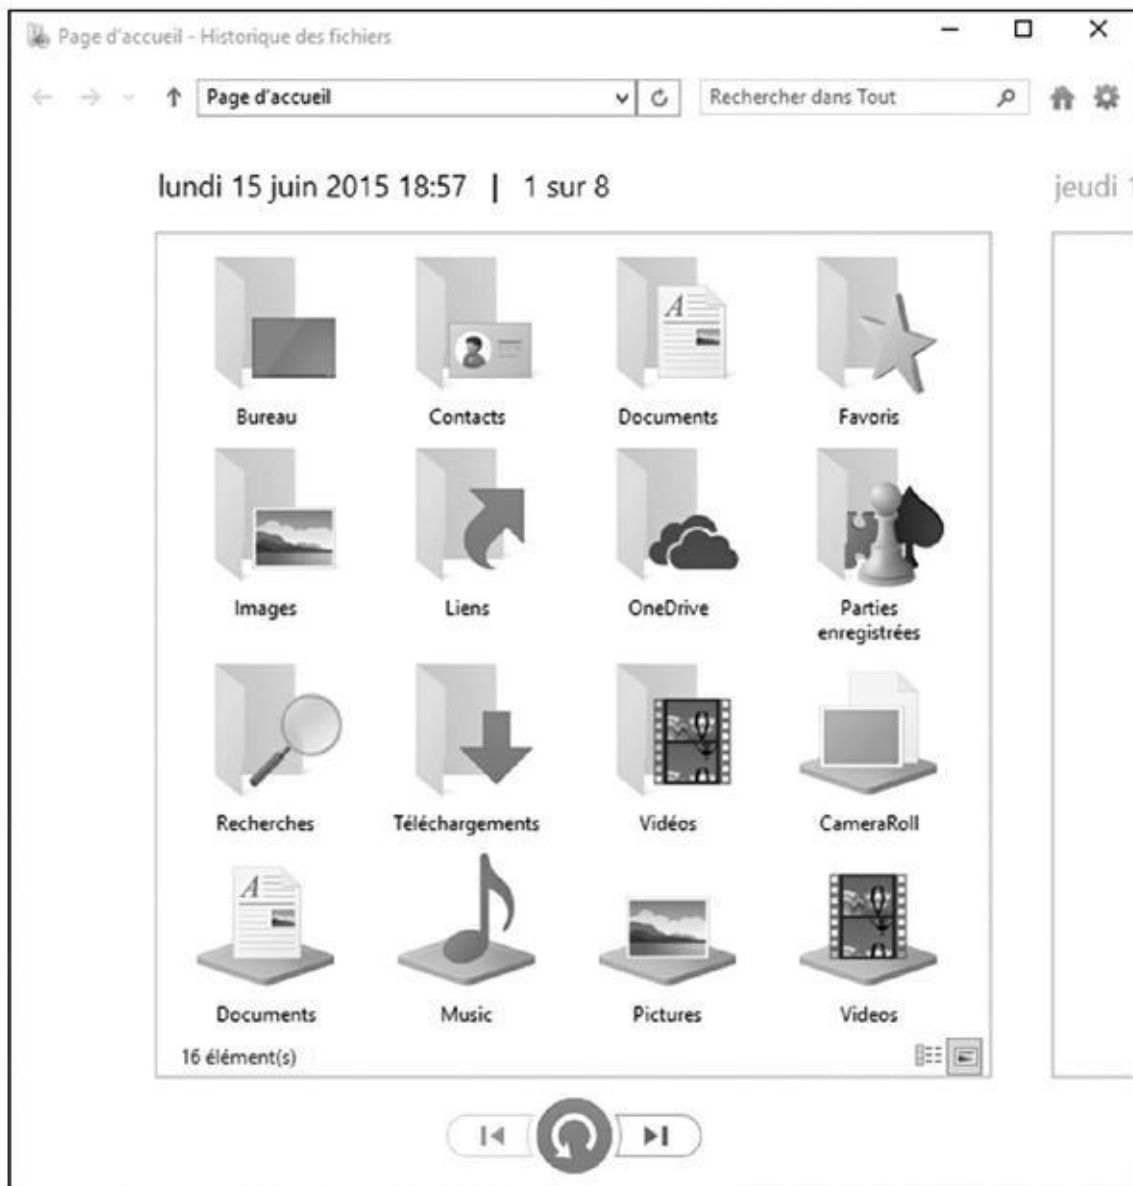 Page d'accueil - Historique des fichiers
Page d'accueil
Rechercher dans Tout
lundi 15 juin 2015 18:57 | 1 sur 8
jeudi 1
Bureau
Contacts
Documents
Favoris
Images
Liens
OneDrive
Parties
enregistrées
Recherches
Téléchargements
Vidéos
CameraRoll
Documents
Music
Pictures
Videos
16 élément(s)